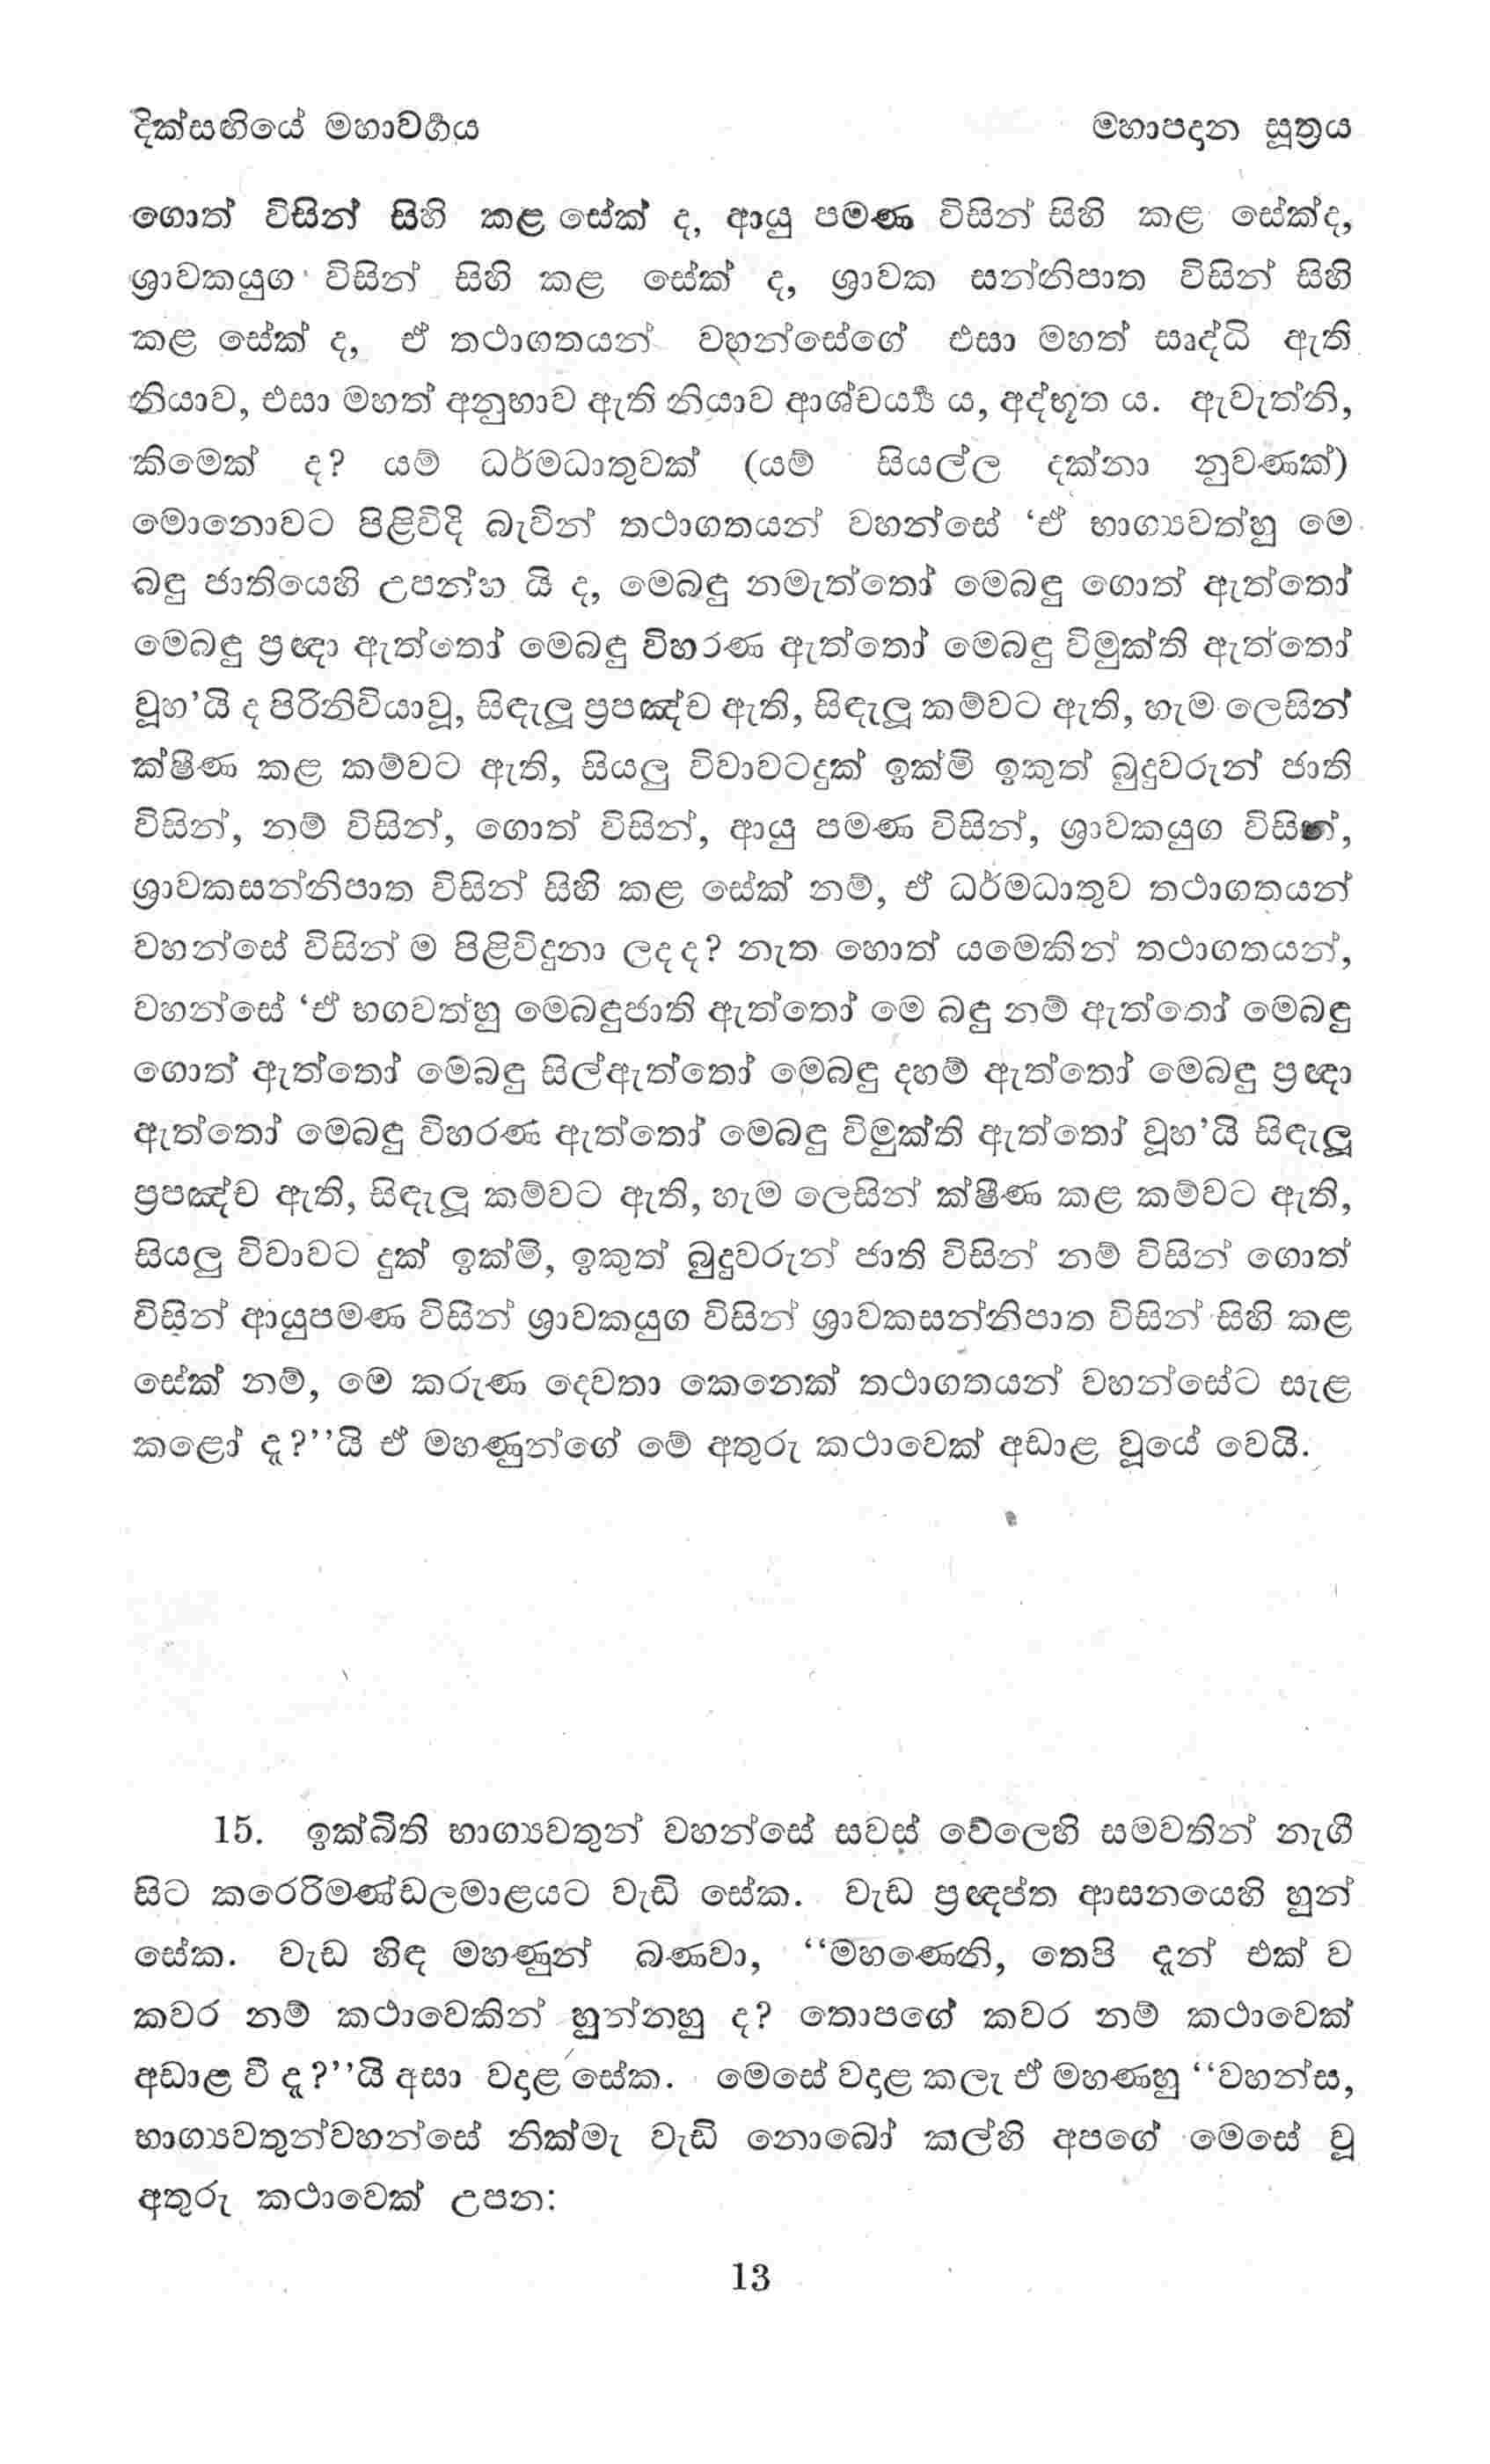 දික්සඟියේ මහාවර්‍ගය
මහාපදන සූත්‍රය
ගොත් විසින් සිහි කළ සේක් ද, ආයු පමණ විසින් සිහි කළ සේක්ද,
ශ්‍රාවකයුග විසින් සිහි කළ සේක් ද, ශ්‍රාවක සන්නිපාත විසින් සිහි
කළ සේක් ද, ඒ තථාගතයන් වහන්සේගේ එසා මහත් සෘද්ධි ඇති
නියාව, එසා මහත් අනුභාව ඇති නියාව ආශ්චර්‍ය්‍ය ය, අද්භූත ය. ඇවැත්නි,
කිමෙක් ද? යම් ධර්මධාතුවක් (යම් සියල්ල දක්නා නුවණක්)
මොනොවට පිළිවිදි බැවින් තථාගතයන් වහන්සේ ‘ඒ භාග්‍යවත්හු මෙ
බඳු ජාතියෙහි උපන්හ යි ද, මෙබඳු නමැත්තෝ මෙබඳු ගොත් ඇත්තෝ
මෙබඳු ප්‍රඥා ඇත්තෝ මෙබඳු විහරණ ඇත්තෝ මෙබඳු විමුක්ති ඇත්තෝ
වූහ’යි ද පිරිනිවියාවූ, සිඳැලූ ප්‍රපඤ්ච ඇති, සිඳැලූ කම්වට ඇති, හැම ලෙසින්
ක්ෂීණ කළ කම්වට ඇති, සියලු විවාවටදුක් ඉක්මි ඉකුත් බුදුවරුන් ජාති
විසින්, නම් විසින්, ගොත් විසින්, ආයු පමණ විසින්, ශ්‍රාවකයුග විසින්,
ශ්‍රාවකසන්නිපාත විසින් සිහි කළ සේක් නම්, ඒ ධර්මධාතුව තථාගතයන්
වහන්සේ විසින් ම පිළිවිදුනා ලදද? නැත හොත් යමෙකින් තථාගතයන්,
වහන්සේ ‘ඒ භගවත්හු මෙබඳුජාති ඇත්තෝ මෙ බඳු නම් ඇත්තෝ මෙබඳු
ගොත් ඇත්තෝ මෙබඳු සිල්ඇත්තෝ මෙබඳු දහම් ඇත්තෝ මෙබඳු ප්‍රඥා
ඇත්තෝ මෙබඳු විහරණ ඇත්තෝ මෙබඳු විමුක්ති ඇත්තෝ වූහ’යි සිඳැලූ
ප්‍රපඤ්ච ඇති, සිඳැලූ කම්වට ඇති, හැම ලෙසින් ක්ෂීණ කළ කම්වට ඇති,
සියලු විවාවට දුක් ඉක්මි, ඉකුත් බුදුවරුන් ජාති විසින් නම් විසින් ගොත්
විසින් ආයුපමණ විසින් ශ්‍රාවකයුග විසින් ශ්‍රාවකසන්නිපාත විසින් සිහි කළ
සේක් නම්, මෙ කරුණ දෙවතා කෙනෙක් තථාගතයන් වහන්සේට සැළ
කළෝ දූ?’’යි ඒ මහණුන්ගේ මේ අතුරු කථාවෙක් අඩාළ වූයේ වෙයි.
15. ඉක්බිති භාග්‍යවතුන් වහන්සේ සවස් වේලෙහි සමවතින් නැගී
සිට කරෙරිමණ්ඩලමාළයට වැඩි සේක. වැඩ ප්‍රඥප්ත ආසනයෙහි හුන්
සේක. වැඩ හිඳ මහණුන් බණවා, “මහණෙනි, තෙපි දැන් එක් ව
කවර නම් කථාවෙකින් හුන්නහු ද? තොපගේ කවර නම් කථාවෙක්
අඩාළ වී දූ?’’යි අසා වදාළ සේක. මෙසේ වදාළ කලැ ඒ මහණහු “වහන්ස,
භාග්‍යවතුන්වහන්සේ නික්මැ වැඩි නොබෝ කල්හි අපගේ මෙසේ වූ
අතුරු කථාවෙක් උපන:
13